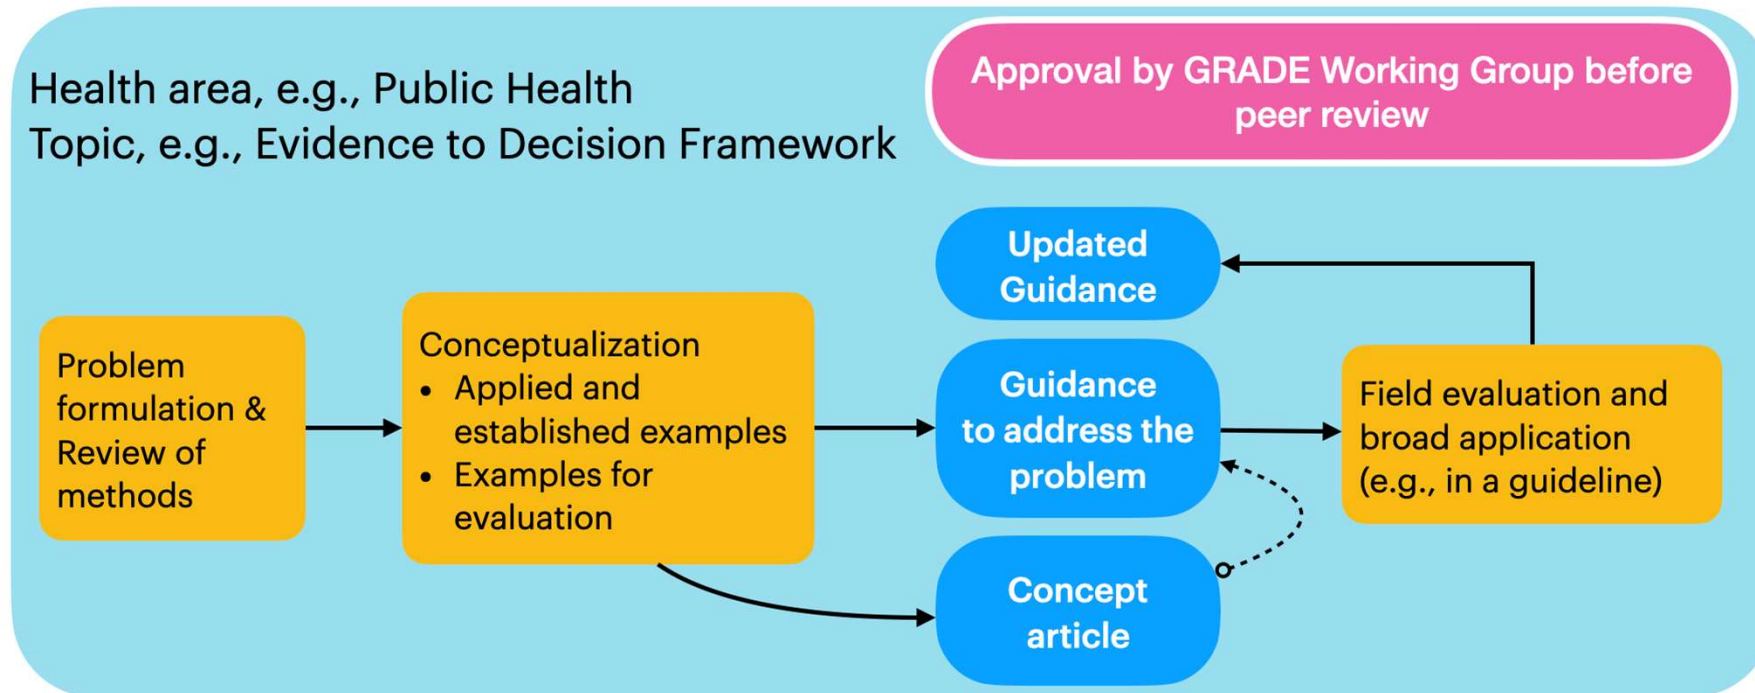 Health area, e.g., Public Health
Topic, e.g., Evidence to Decision Framework
Approval by GRADE Working Group before
peer review
Problem
formulation &
Review of
methods
Conceptualization
• Applied and
established examples
• Examples for
evaluation
Updated
Guidance
Guidance
to address the
problem
Concept
article
Field evaluation and
broad application
(e.g., in a guideline)